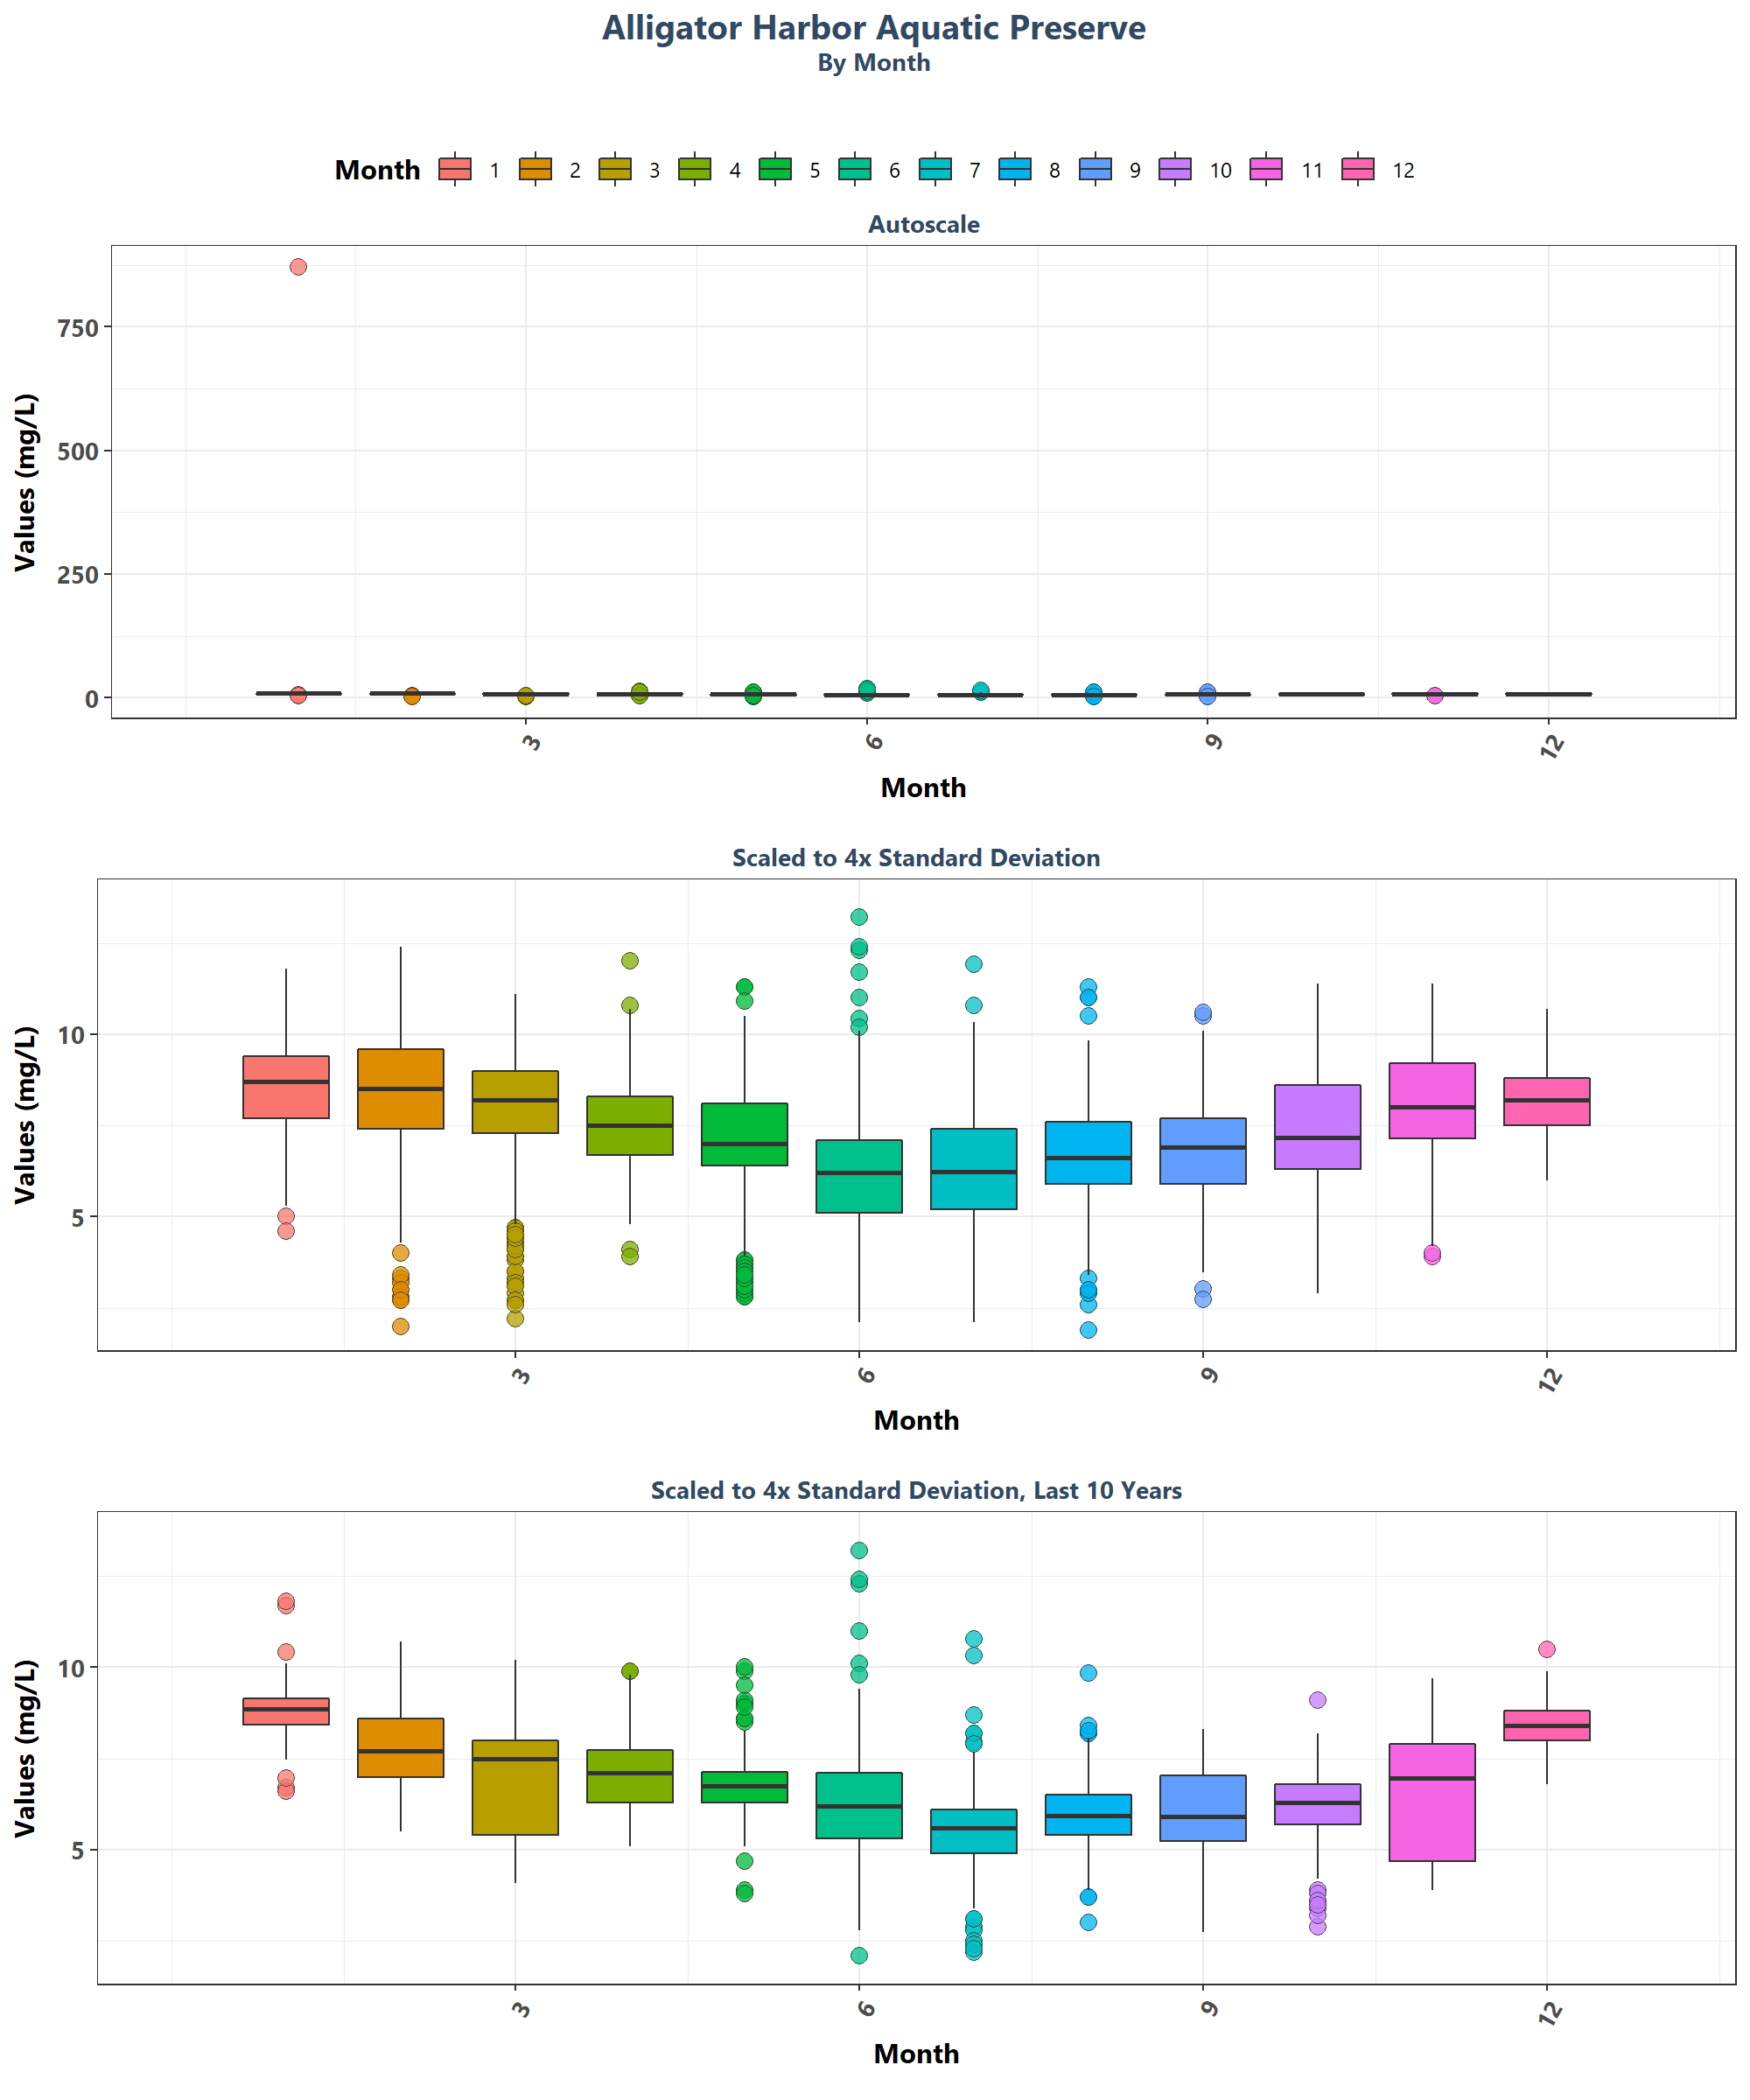 Alligator Harbor Aquatic Preserve
By Month
Month 1 2 3 4 5 6 7 8 9 10 11 12
Autoscale
Values (mg/L)
750
500
250
0
3 6 9 12
Month
Scaled to 4x Standard Deviation
Values (mg/L)
10
5
3 6 9 12
Month
Scaled to 4x Standard Deviation, Last 10 Years
Values (mg/L)
10
5
3 6 9 12
Month